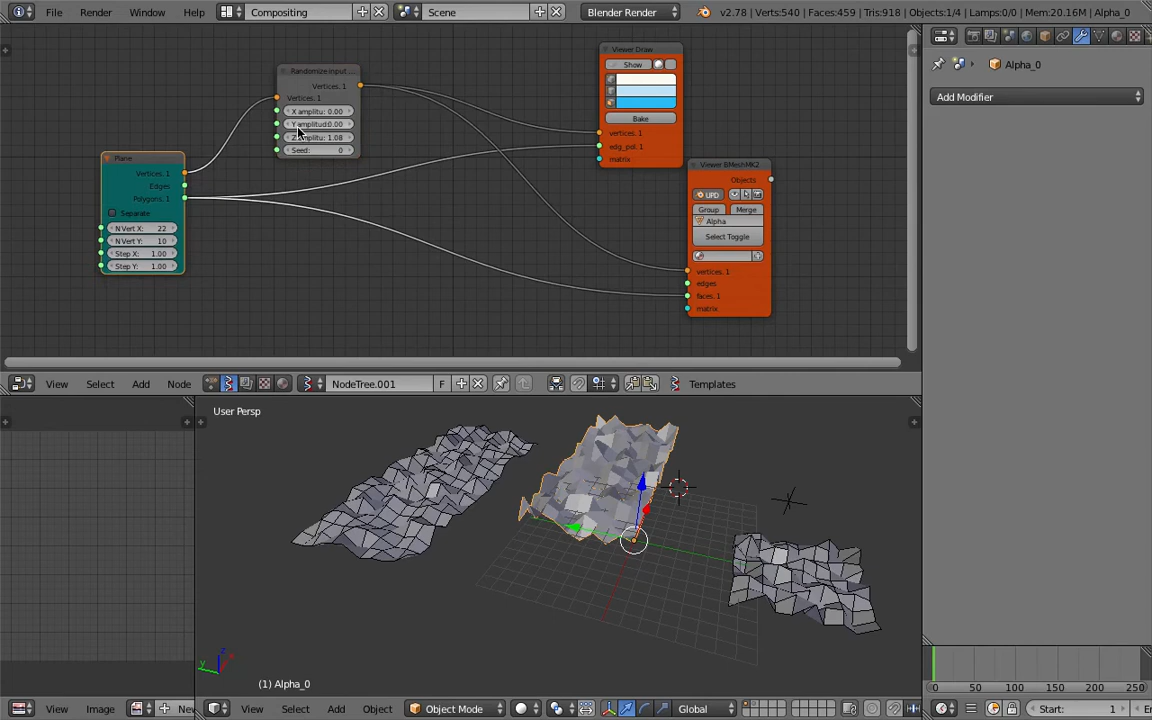 File Render Window Help Compositing Scene Blender Render v2.78 | Verts:540 | Faces:459 | Tris:918 | Objects:1/4 | Lamps:0/0 | Mem:20.16M | Alpha_0
Viewer Draw
Show
Bake
vertices. 1
edg_pol. 1
matrix
Randomize input ...
Vertices. 1
Vertices. 1
X amplitu: 0.00
Y amplitud:0.00
Z amplitu: 1.08
Seed: 0
Plane
Vertices. 1
Edges
Polygons. 1
Separate
N Vert X: 22
N Vert Y: 10
Step X: 1.00
Step Y: 1.00
Viewer BMeshMK2
Objects
UPD
Group Merge
Alpha
Select Toggle
vertices. 1
edges
faces. 1
matrix
Alpha_0
Add Modifier
View Select Add Node NodeTree.001 F Templates
User Persp
z
y
x
(1) Alpha_0
View Image New
View Select Add Object Object Mode Global
0 50 100 150 200 250
Start: 1